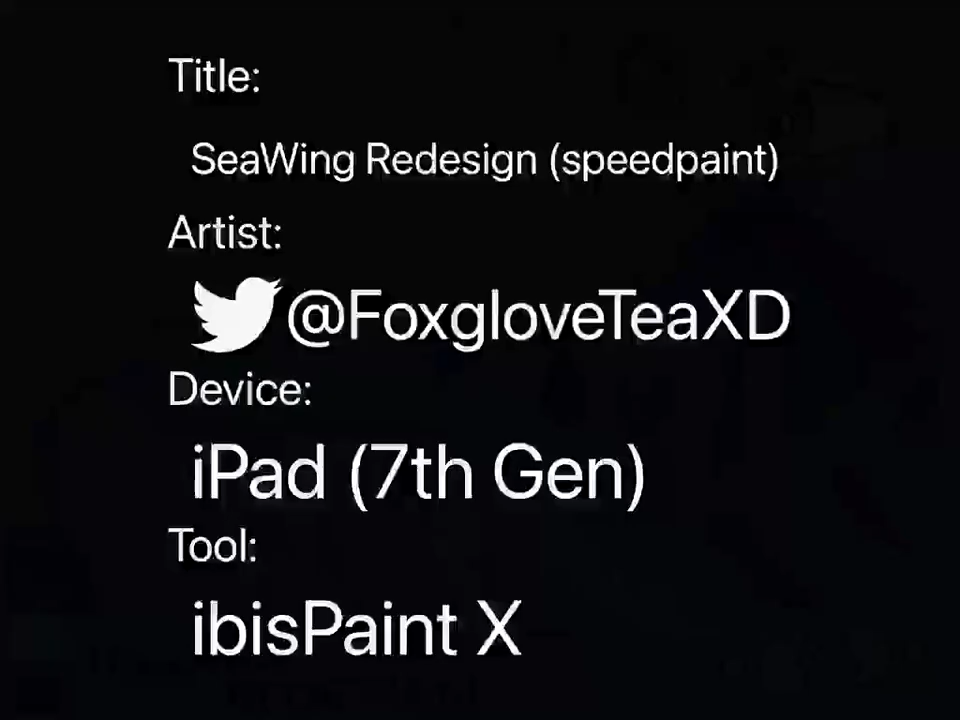 Title:
SeaWing Redesign (speedpaint)
Artist:
@FoxgloveTeaXD
Device:
iPad (7th Gen)
Tool:
ibisPaint X